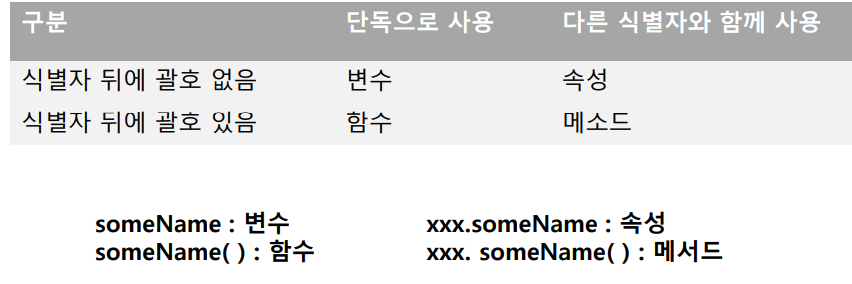 구분 단독으로 사용 다른 식별자와 함께 사용
식별자 뒤에 괄호 없음 변수 속성
식별자 뒤에 괄호 있음 함수 메소드
someName : 변수 xxx.someName : 속성
someName( ) : 함수 xxx. someName( ) : 메서드